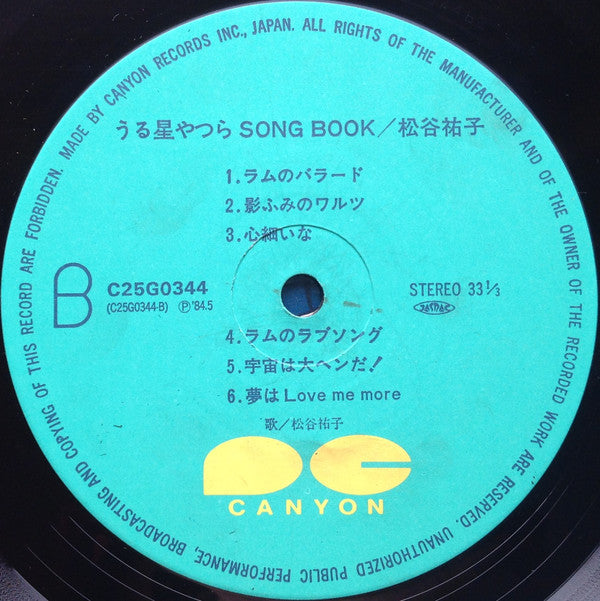 MADE BY CANYON RECORDS INC., JAPAN. ALL RIGHTS OF THE MANUFACTURER AND OF THE OWNER OF THE RECORDED WORK ARE RESERVED. UNAUTHORIZED PUBLIC PERFORMANCE, BROADCASTING AND COPYING OF THIS RECORD ARE FORBIDDEN.
うる星やつら SONG BOOK／松谷祐子
1.ラムのバラード
2.影ふみのワルツ
3.心細いな
B
C25G0344
(C25G0344-B) Ⓟ'84.5
STEREO 33 1/3
JASRAC
4.ラムのラブソング
5.宇宙は大ヘンだ!
6.夢は Love me more
歌／松谷祐子
CANYON